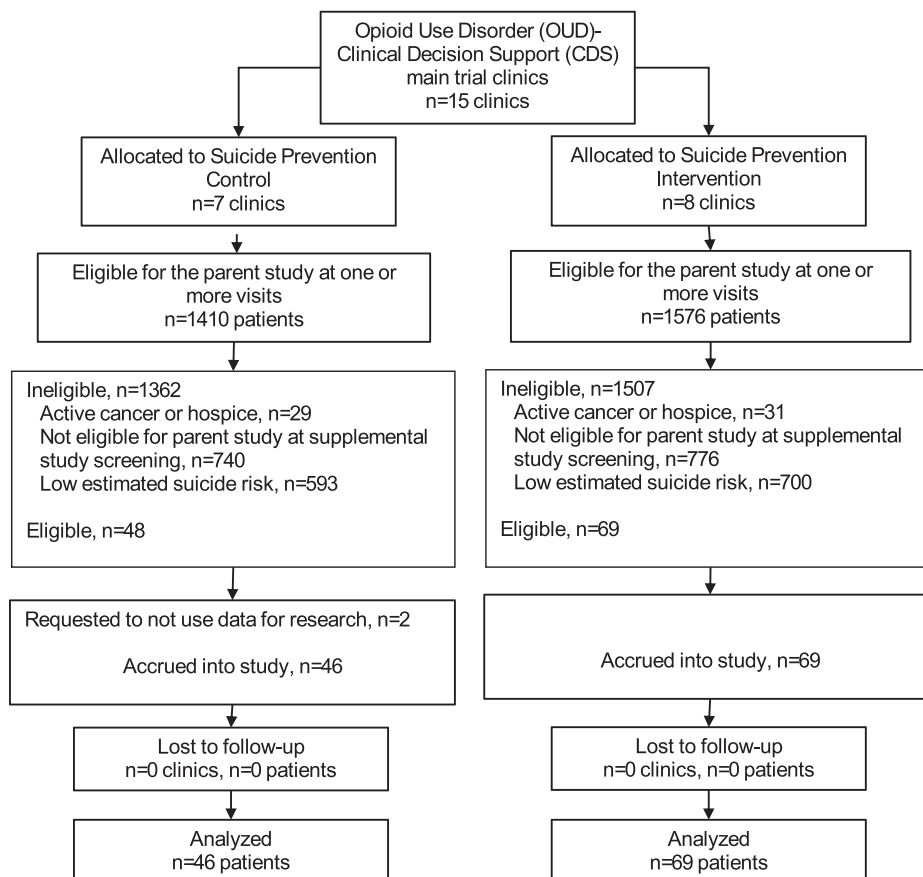 Opioid Use Disorder (OUD)-
Clinical Decision Support (CDS)
main trial clinics
n=15 clinics
Allocated to Suicide Prevention
Control
n=7 clinics
Allocated to Suicide Prevention
Intervention
n=8 clinics
Eligible for the parent study at one or
more visits
n=1410 patients
Eligible for the parent study at one or
more visits
n=1576 patients
Ineligible, n=1362
Active cancer or hospice, n=29
Not eligible for parent study at supplemental
study screening, n=740
Low estimated suicide risk, n=593
Eligible, n=48
Ineligible, n=1507
Active cancer or hospice, n=31
Not eligible for parent study at supplemental
study screening, n=776
Low estimated suicide risk, n=700
Eligible, n=69
Requested to not use data for research, n=2
Accrued into study, n=46
Accrued into study, n=69
Lost to follow-up
n=0 clinics, n=0 patients
Lost to follow-up
n=0 clinics, n=0 patients
Analyzed
n=46 patients
Analyzed
n=69 patients